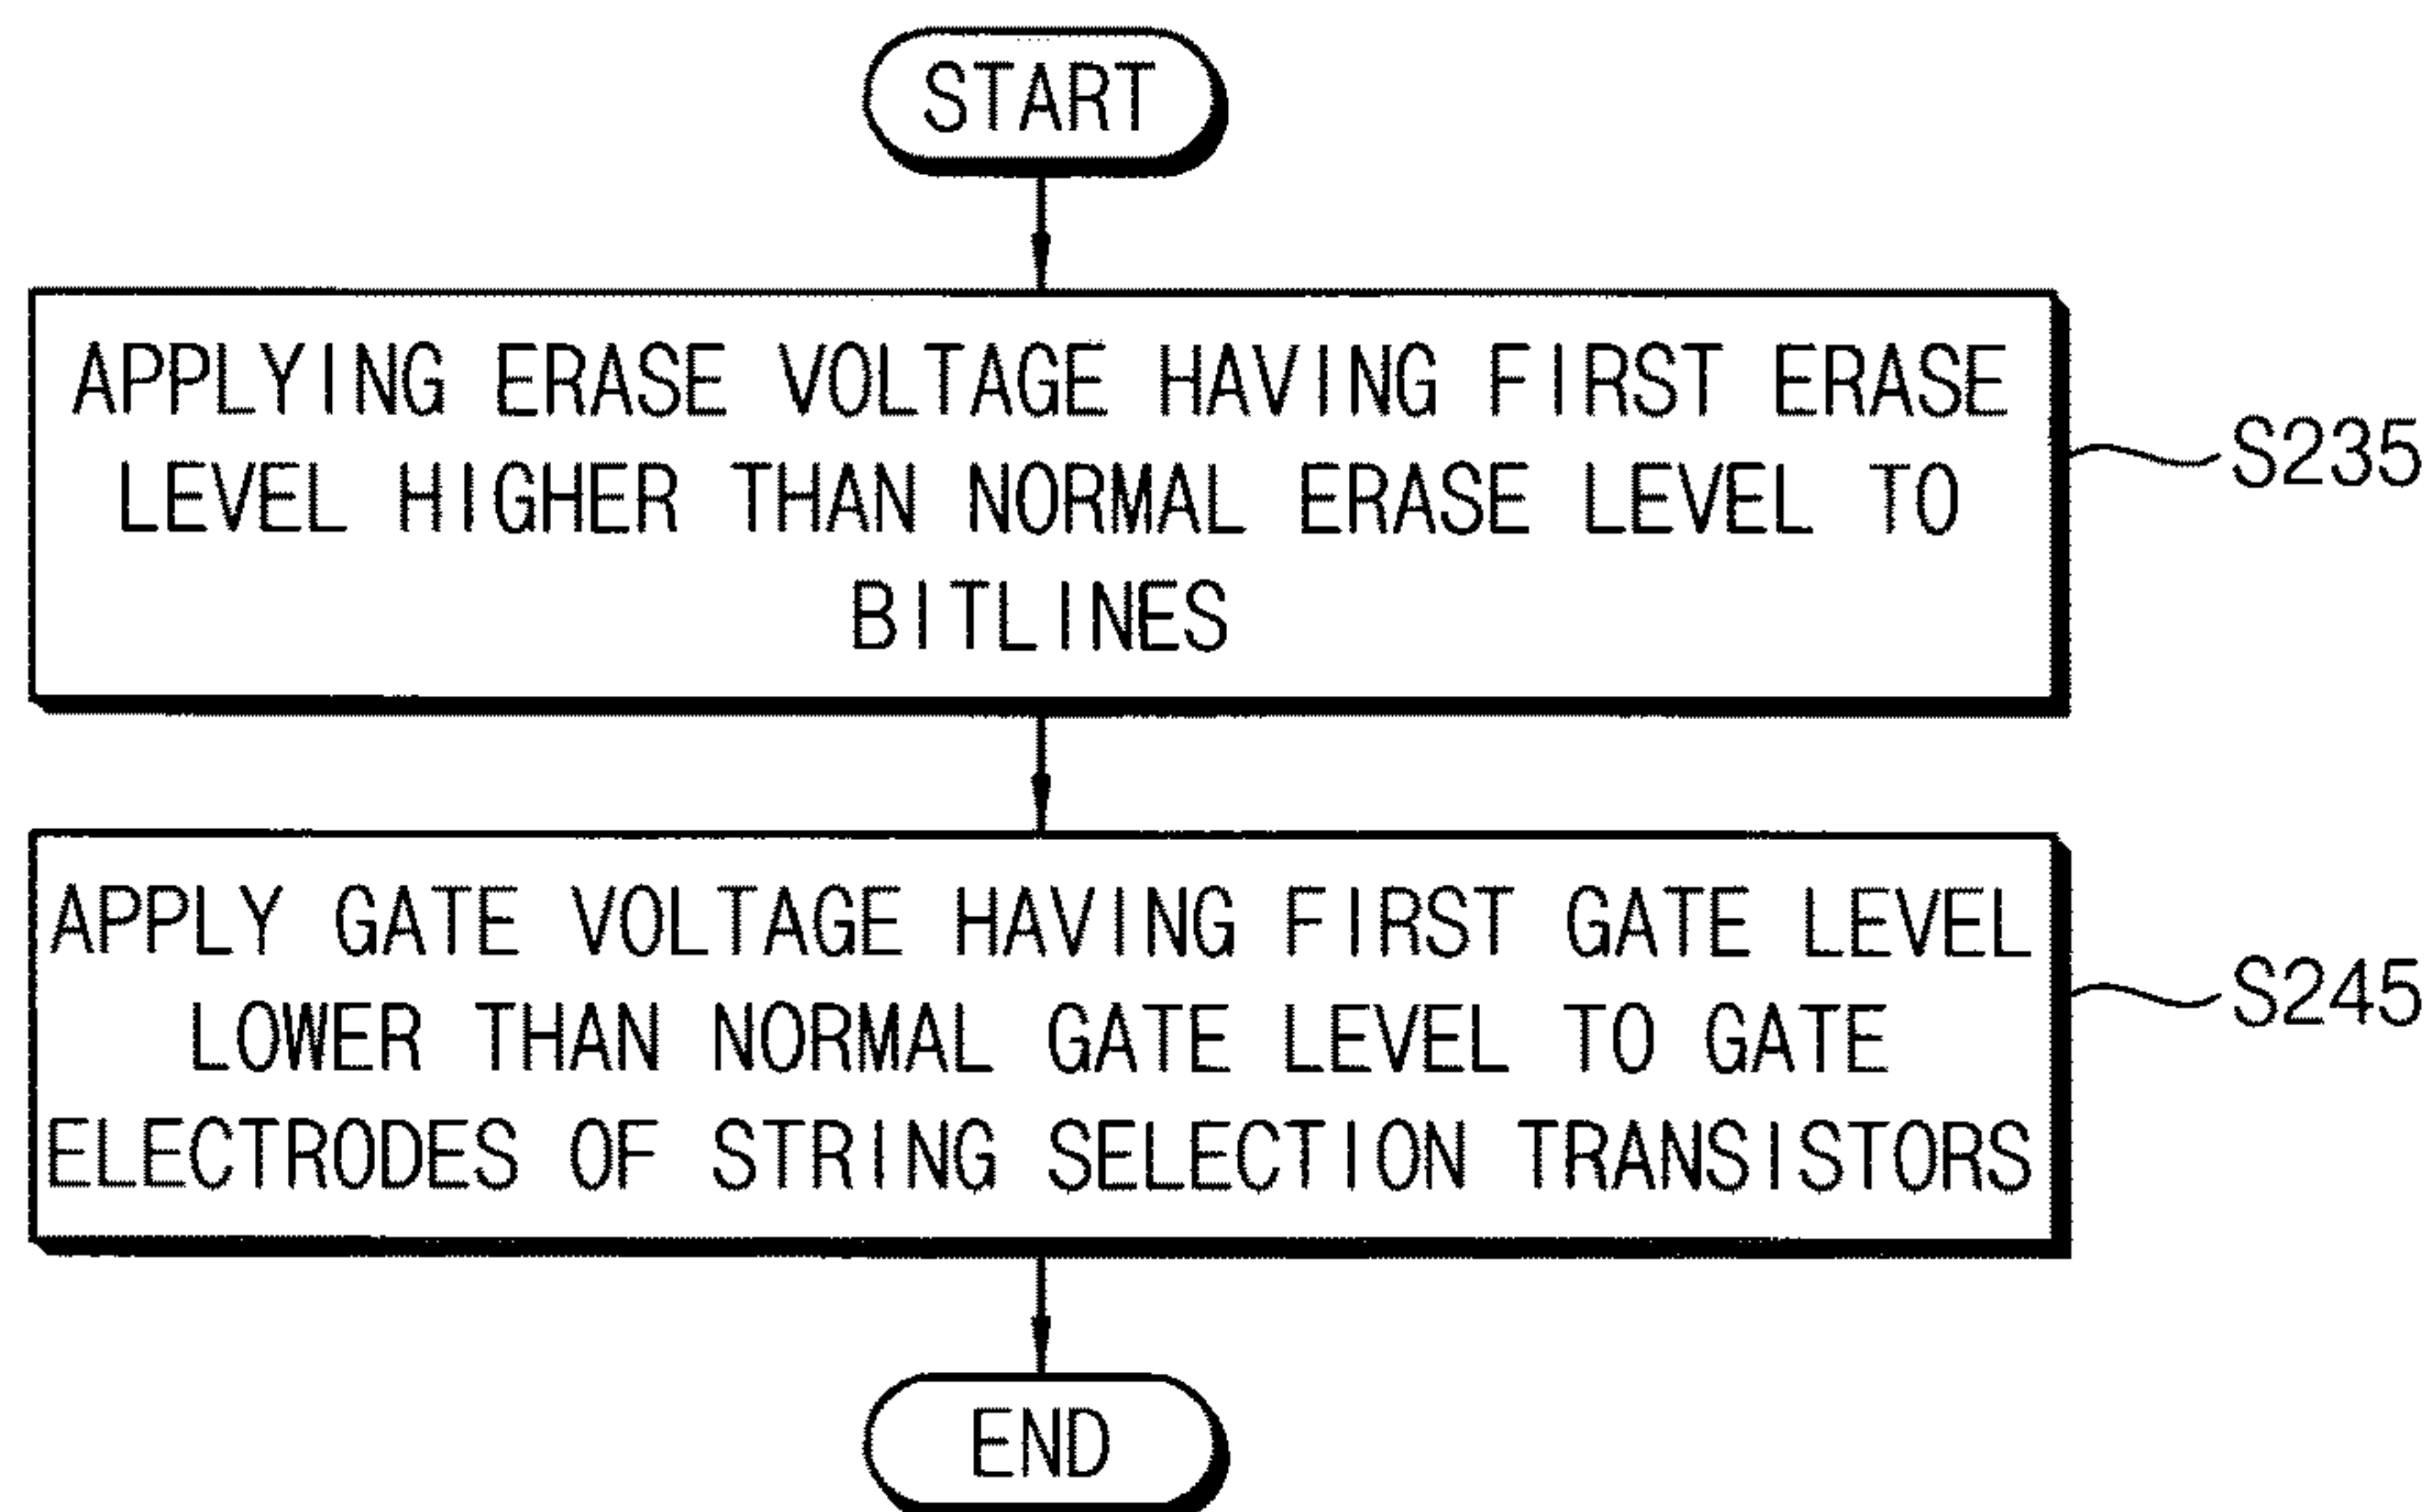 START
APPLYING ERASE VOLTAGE HAVING FIRST ERASE
LEVEL HIGHER THAN NORMAL ERASE LEVEL TO
BITLINES
S235
APPLY GATE VOLTAGE HAVING FIRST GATE LEVEL
LOWER THAN NORMAL GATE LEVEL TO GATE
ELECTRODES OF STRING SELECTION TRANSISTORS
S245
END